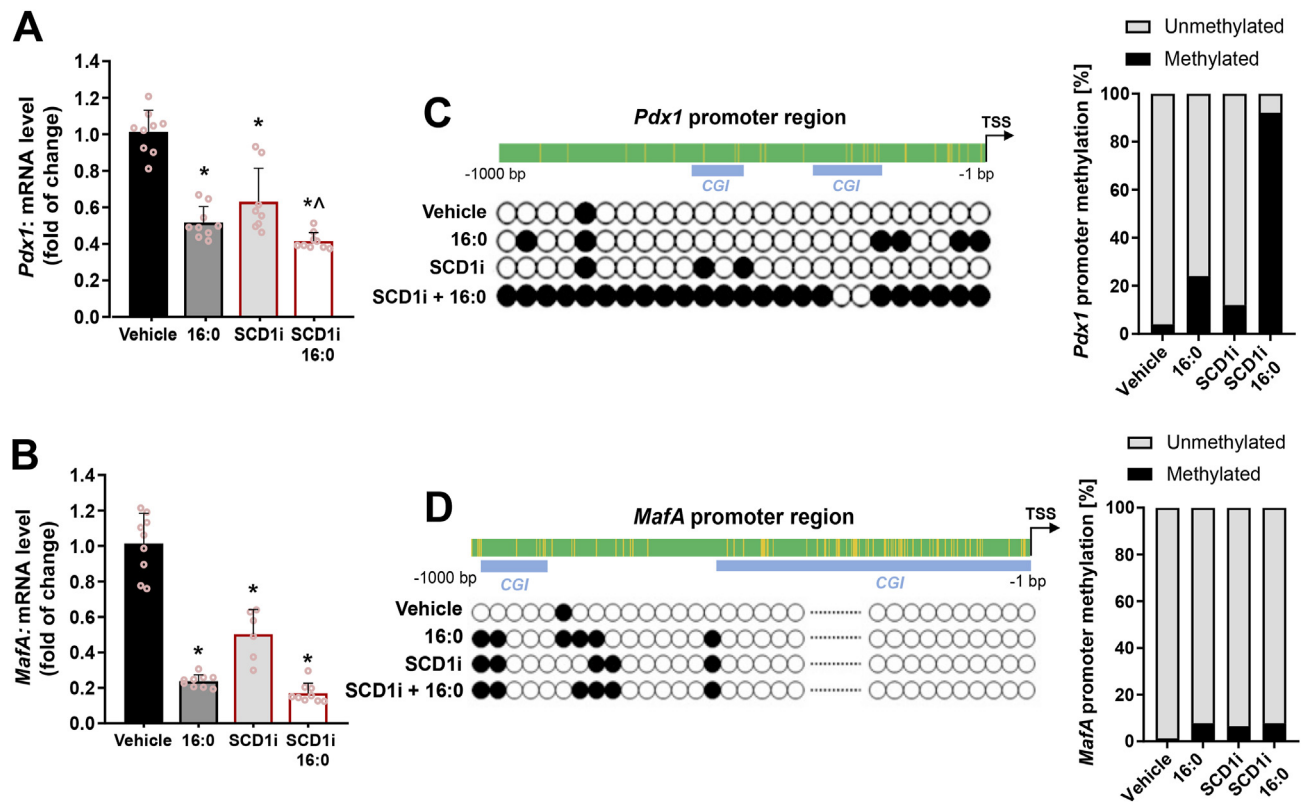 A
1.4
1.2
1.0
0.8
0.6
0.4
0.2
0.0
Pdx1: mRNA level
(fold of change)
*
*
*^
Vehicle
16:0
SCD1i
SCD1i
16:0
C
Pdx1 promoter region
TSS
-1000 bp
-1 bp
CGI
CGI
Vehicle
16:0
SCD1i
SCD1i + 16:0
Unmethylated
Methylated
Pdx1 promoter methylation [%]
100
80
60
40
20
0
Vehicle
16:0
SCD1i
SCD1i
16:0
B
1.4
1.2
1.0
0.8
0.6
0.4
0.2
0.0
MafA: mRNA level
(fold of change)
*
*
*
Vehicle
16:0
SCD1i
SCD1i
16:0
D
MafA promoter region
TSS
-1000 bp
-1 bp
CGI
CGI
Vehicle
16:0
SCD1i
SCD1i + 16:0
Unmethylated
Methylated
MafA promoter methylation [%]
100
80
60
40
20
0
Vehicle
16:0
SCD1i
SCD1i
16:0